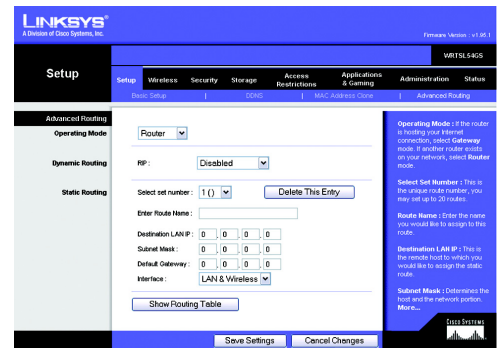 LINKSYS®
A Division of Cisco Systems, Inc.
Firmware Version : v1.95.1
WRTSL54GS
Setup
Setup Wireless Security Storage Access Restrictions Applications & Gaming Administration Status
Basic Setup | DDNS | MAC Address Clone | Advanced Routing
Advanced Routing
Operating Mode
Router
Dynamic Routing
RIP :
Disabled
Static Routing
Select set number :
1 ()
Delete This Entry
Enter Route Name :
Destination LAN IP : 0 . 0 . 0 . 0
Subnet Mask : 0 . 0 . 0 . 0
Default Gateway : 0 . 0 . 0 . 0
Interface : LAN & Wireless
Show Routing Table
Save Settings
Cancel Changes
Operating Mode : If the router
is hosting your Internet
connection, select Gateway
mode. If another router exists
on your network, select Router
mode.
Select Set Number : This is
the unique route number, you
may set up to 20 routes.
Route Name : Enter the name
you would like to assign to this
route.
Destination LAN IP : This is
the remote host to which you
would like to assign the static
route.
Subnet Mask : Determines the
host and the network portion.
More...
CISCO SYSTEMS